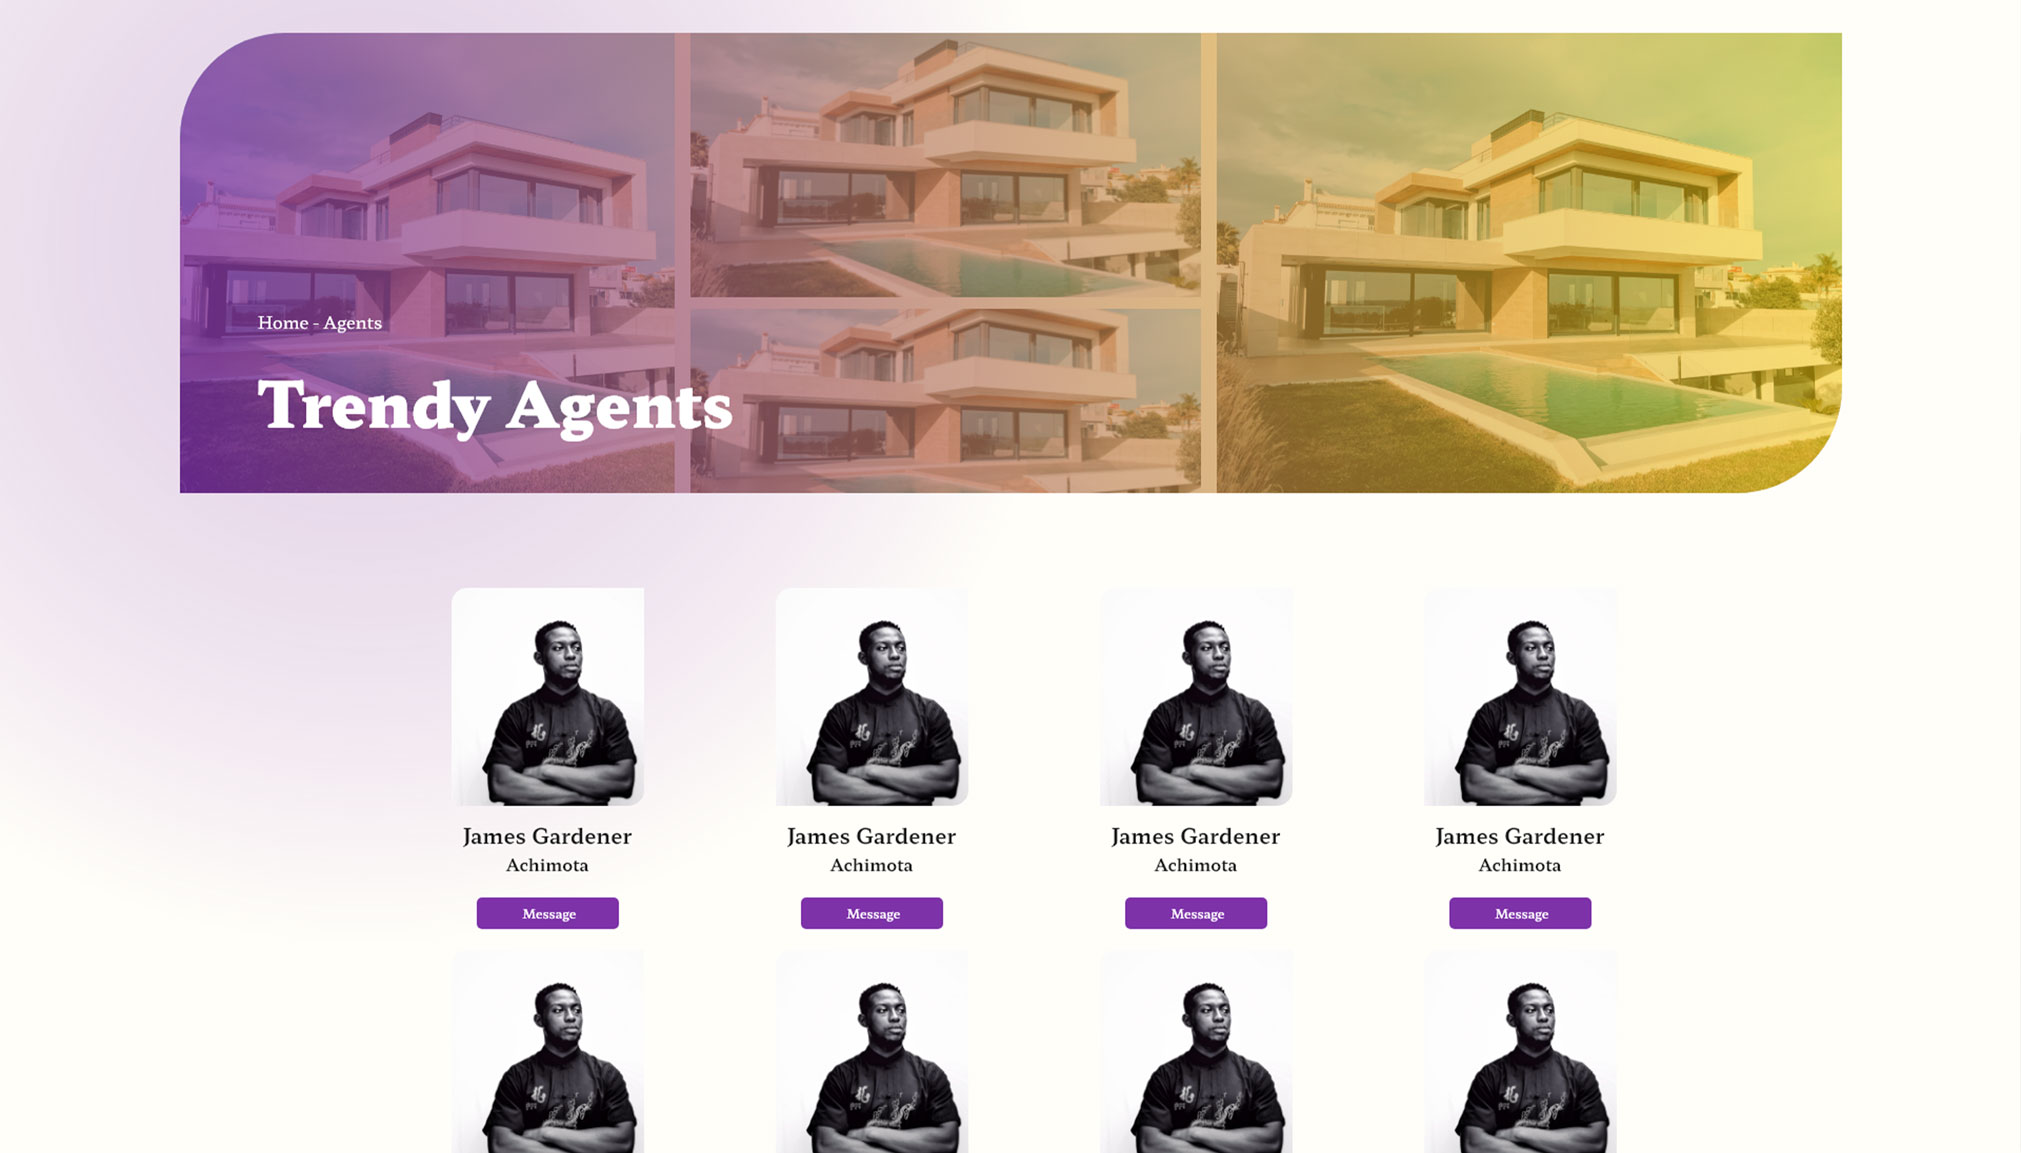 Home - Agents
Trendy Agents
James Gardener
Achimota
Message
James Gardener
Achimota
Message
James Gardener
Achimota
Message
James Gardener
Achimota
Message